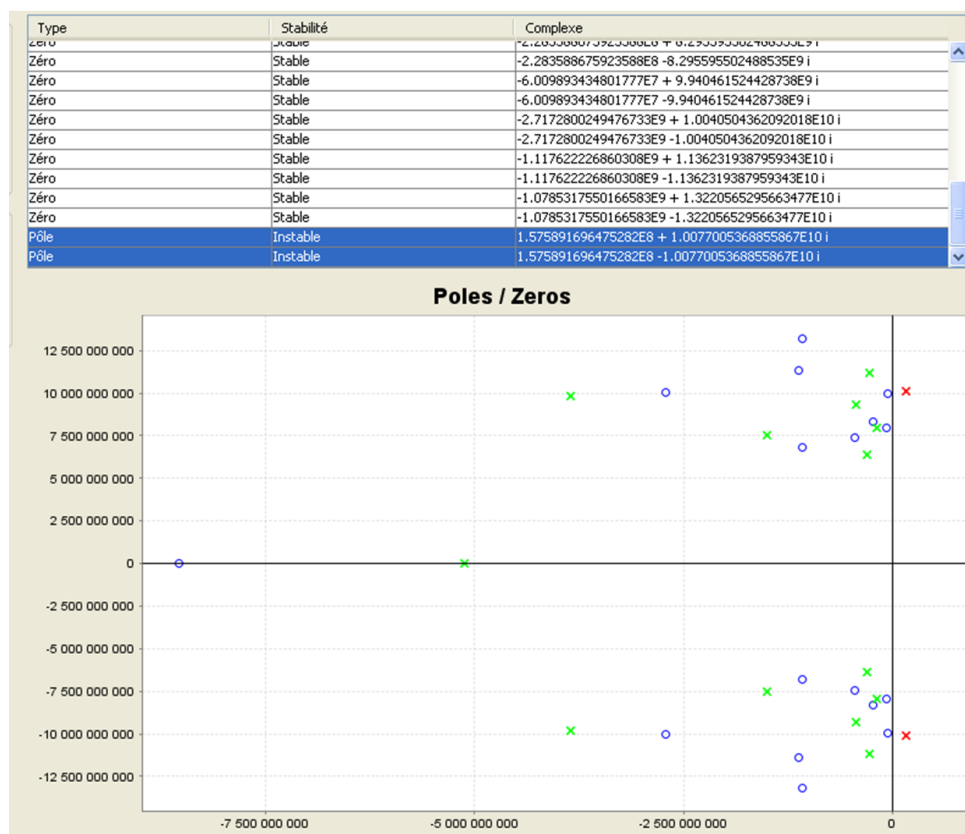 Type Stabilité Complexe
Zéro Stable -2.283588675923588E8 + 8.295595502488535E9 i
Zéro Stable -2.283588675923588E8 -8.295595502488535E9 i
Zéro Stable -6.009893434801777E7 + 9.940461524428738E9 i
Zéro Stable -6.009893434801777E7 -9.940461524428738E9 i
Zéro Stable -2.7172800249476733E9 + 1.0040504362092018E10 i
Zéro Stable -2.7172800249476733E9 -1.0040504362092018E10 i
Zéro Stable -1.117622226860308E9 + 1.1362319387959343E10 i
Zéro Stable -1.117622226860308E9 -1.1362319387959343E10 i
Zéro Stable -1.0785317550166583E9 + 1.3220565295663477E10 i
Zéro Stable -1.0785317550166583E9 -1.3220565295663477E10 i
Pôle Instable 1.575891696475282E8 + 1.0077005368855867E10 i
Pôle Instable 1.575891696475282E8 -1.0077005368855867E10 i
Poles / Zeros
12 500 000 000
10 000 000 000
7 500 000 000
5 000 000 000
2 500 000 000
0
-2 500 000 000
-5 000 000 000
-7 500 000 000
-10 000 000 000
-12 500 000 000
-7 500 000 000 -5 000 000 000 -2 500 000 000 0